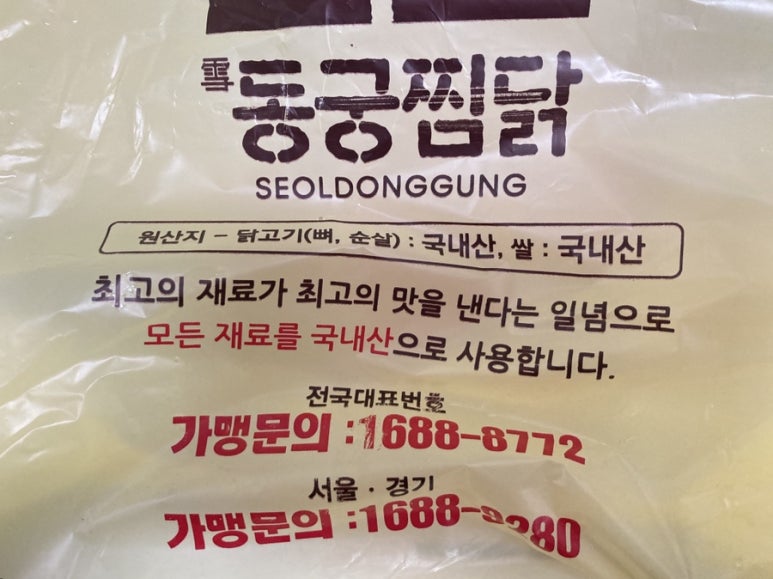 雪 동궁찜닭
SEOLDONGGUNG
원산지 - 닭고기(뼈, 순살) : 국내산, 쌀 : 국내산
최고의 재료가 최고의 맛을 낸다는 일념으로
모든 재료를 국내산으로 사용합니다.
전국대표번호
가맹문의 :1688-8772
서울 · 경기
가맹문의 :1688-9280